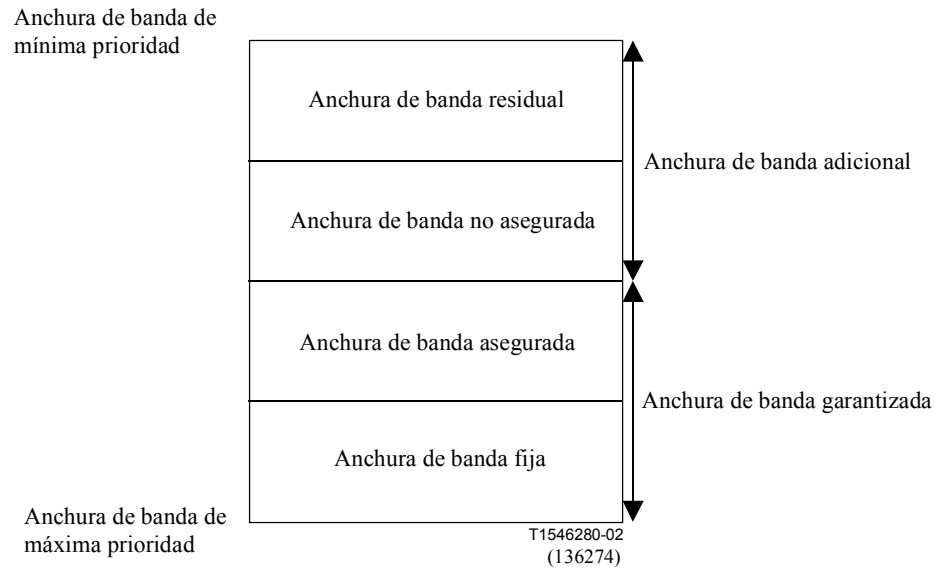 Anchura de banda de
mínima prioridad
Anchura de banda residual
Anchura de banda adicional
Anchura de banda no asegurada
Anchura de banda asegurada
Anchura de banda garantizada
Anchura de banda fija
Anchura de banda de
máxima prioridad
T1546280-02
(136274)